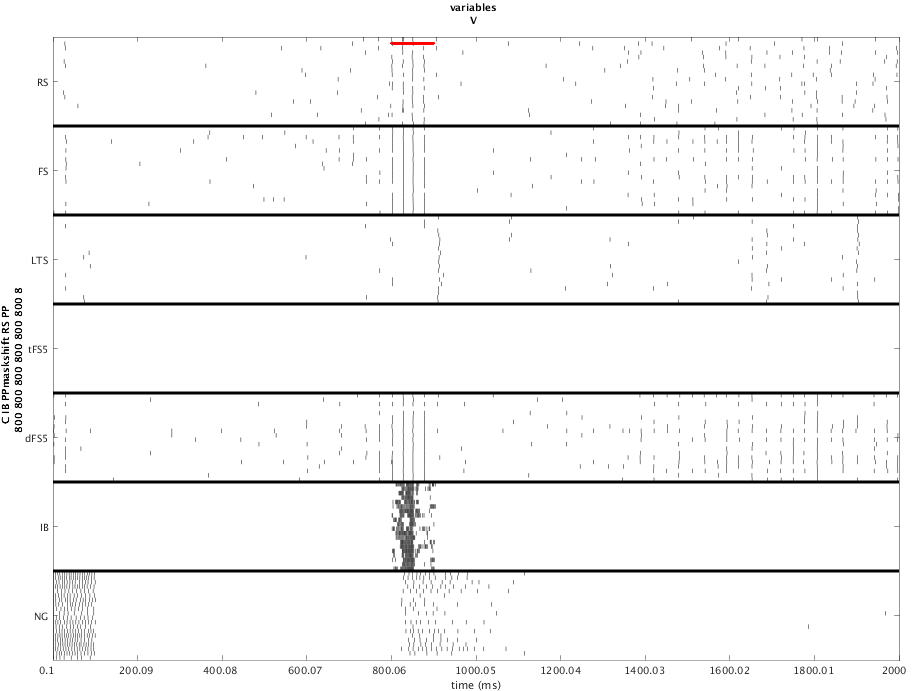 variables
V
RS
FS
LTS
tFS5
dFS5
IB
NG
C IB PPmaskshift RS PP
800 800 800 800 800 800 8
0.1 200.09 400.08 600.07 800.06 1000.05 1200.04 1400.03 1600.02 1800.01 2000
time (ms)